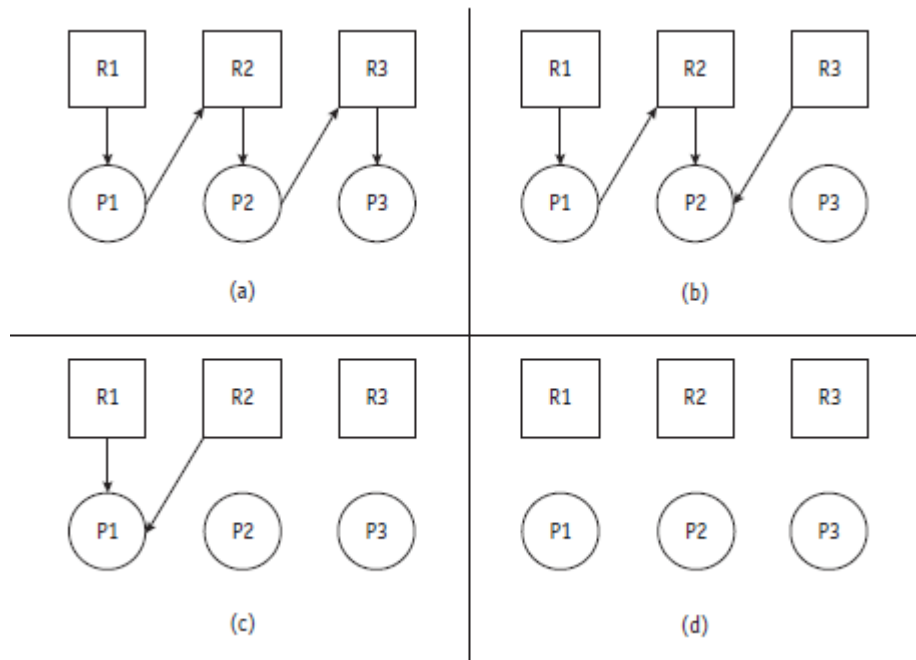 R1 R2 R3
P1 P2 P3
(a)
R1 R2 R3
P1 P2 P3
(b)
R1 R2 R3
P1 P2 P3
(c)
R1 R2 R3
P1 P2 P3
(d)